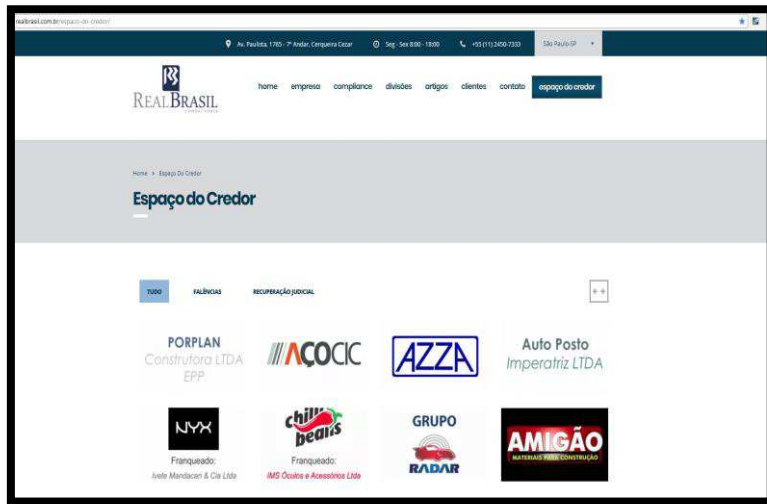 realbrasil.com.br/espaco-do-credor/
Av. Paulista, 1765 - 7º Andar, Cerqueira Cezar
Seg - Sex 8:00 - 18:00
+55 (11) 2450-7333
São Paulo-SP
REAL BRASIL
home empresa compliance divisões artigos clientes contato espaço do credor
Home > Espaço Do Credor
Espaço do Credor
TUDO FALÊNCIAS RECUPERAÇÃO JUDICIAL
PORPLAN
Construtora LTDA
EPP
AÇOCIC
AZZA
Auto Posto
Imperatriz LTDA
NYX
Franqueado:
Ivete Mandacari & Cia Ltda
chilli beans
Franqueado:
IMS Óculos e Acessórios Ltda
GRUPO
RADAR
AMIGÃO
MATERIAIS PARA CONSTRUÇÃO